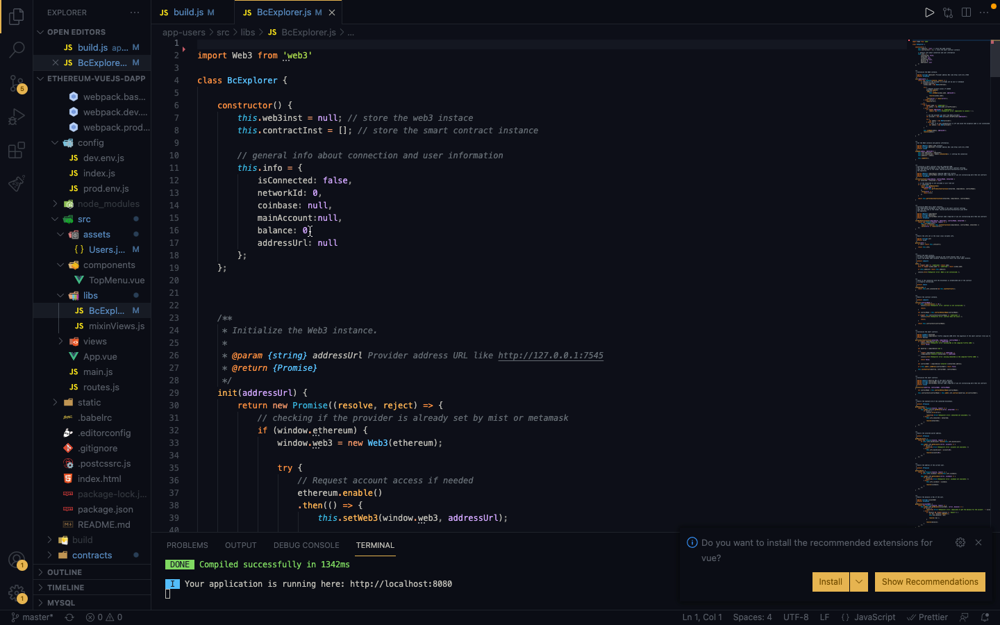 EXPLORER
OPEN EDITORS
JS build.js ap... M
JS BcExplore... M
ETHEREUM-VUEJS-DAPP
webpack.bas...
webpack.dev....
webpack.prod...
config
JS dev.env.js
JS index.js
JS prod.env.js
node_modules
src
assets
{} Users.j... M
components
TopMenu.vue
libs
JS BcExpl... M
JS mixinViews.js
views
App.vue
JS main.js
JS routes.js
static
.babelrc
.editorconfig
.gitignore
.postcssrc.js
index.html
package-lock.j...
package.json
README.md
build
contracts
OUTLINE
TIMELINE
MYSQL
5
1
1
JS build.js M
JS BcExplorer.js M
app-users > src > libs > JS BcExplorer.js > ...
1
2 import Web3 from 'web3'
3
4 class BcExplorer {
5
6 constructor() {
7 this.web3inst = null; // store the web3 instace
8 this.contractInst = []; // store the smart contract instance
9
10 // general info about connection and user information
11 this.info = {
12 isConnected: false,
13 networkId: 0,
14 coinbase: null,
15 mainAccount:null,
16 balance: 0,
17 addressUrl: null
18 };
19 };
20
21
22
23 /**
24 * Initialize the Web3 instance.
25 *
26 * @param {string} addressUrl Provider address URL like http://127.0.0.1:7545
27 * @return {Promise}
28 */
29 init(addressUrl) {
30 return new Promise((resolve, reject) => {
31 // checking if the provider is already set by mist or metamask
32 if (window.ethereum) {
33 window.web3 = new Web3(ethereum);
34
35 try {
36 // Request account access if needed
37 ethereum.enable()
38 .then(() => {
39 this.setWeb3(window.web3, addressUrl);
40
PROBLEMS OUTPUT DEBUG CONSOLE TERMINAL
DONE Compiled successfully in 1342ms
I Your application is running here: http://localhost:8080
Do you want to install the recommended extensions for
vue?
Install
Show Recommendations
master* 0 0
Ln 1, Col 1 Spaces: 4 UTF-8 LF {} JavaScript Prettier